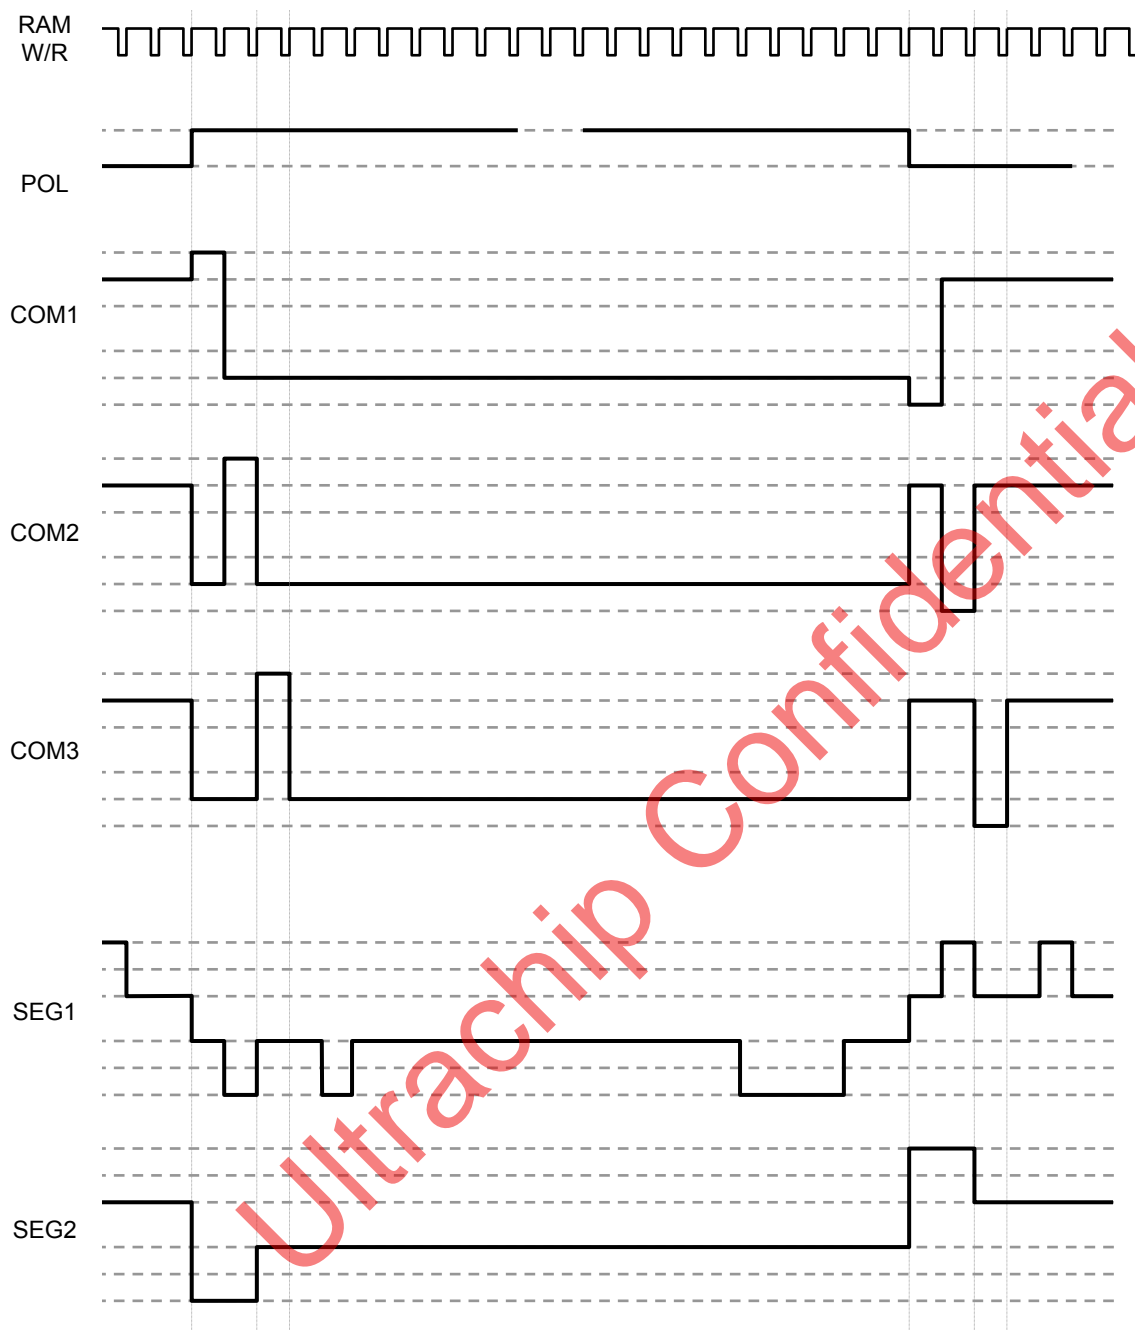 RAM
W/R
POL
COM1
COM2
COM3
SEG1
SEG2
Ultrachip Confidential